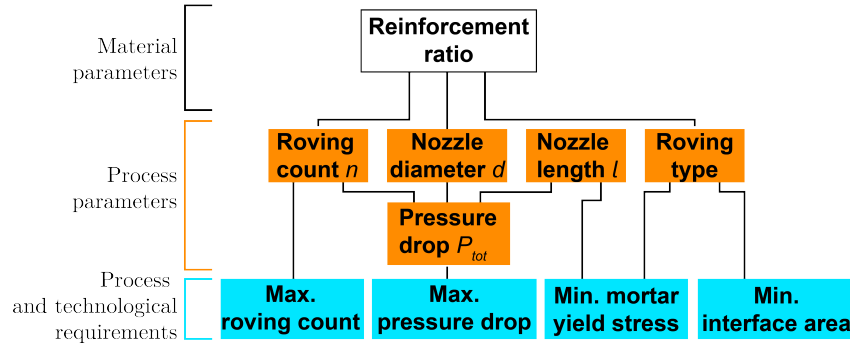 Material
parameters
Reinforcement
ratio
Process
parameters
Roving
count n
Nozzle
diameter d
Nozzle
length l
Roving
type
Pressure
drop P_tot
Process
and technological
requirements
Max.
roving count
Max.
pressure drop
Min. mortar
yield stress
Min.
interface area